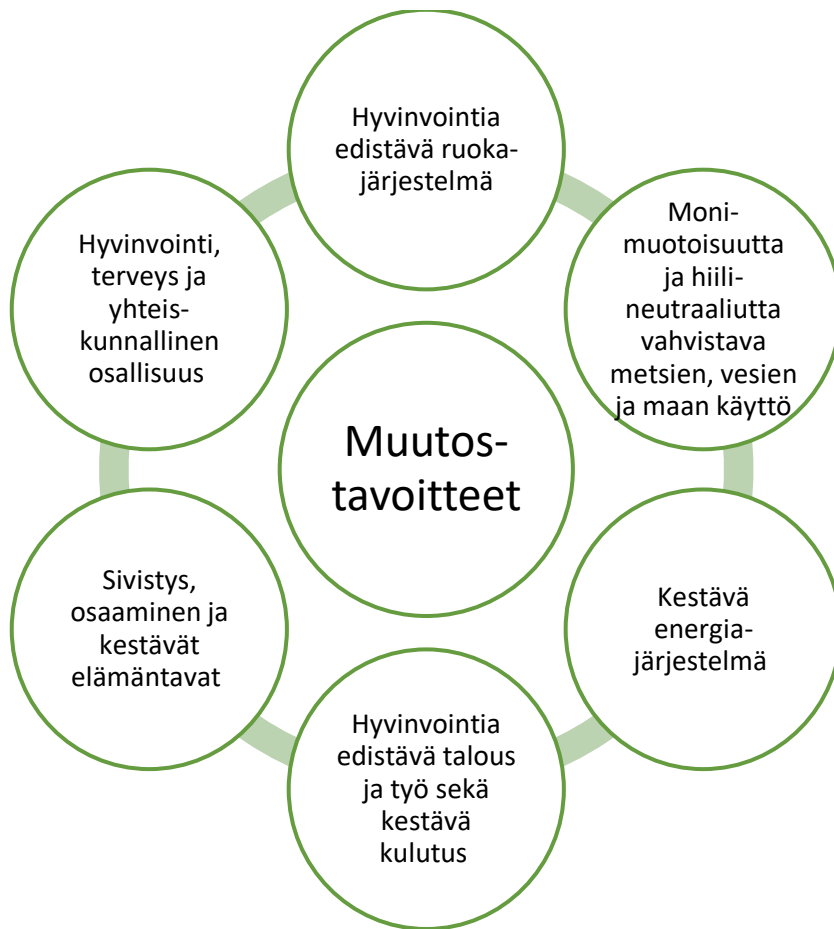 Hyvinvointia
edistävä ruoka-
järjestelmä
Moni-
muotoisuutta
ja hiili-
neutraaliutta
vahvistava
metsien, vesien
ja maan käyttö
Kestävä
energia-
järjestelmä
Hyvinvointia
edistävä talous
ja työ sekä
kestävä
kulutus
Sivistys,
osaaminen ja
kestävät
elämäntavat
Hyvinvointi,
terveys ja
yhteis-
kunnallinen
osallisuus
Muutos-
tavoitteet